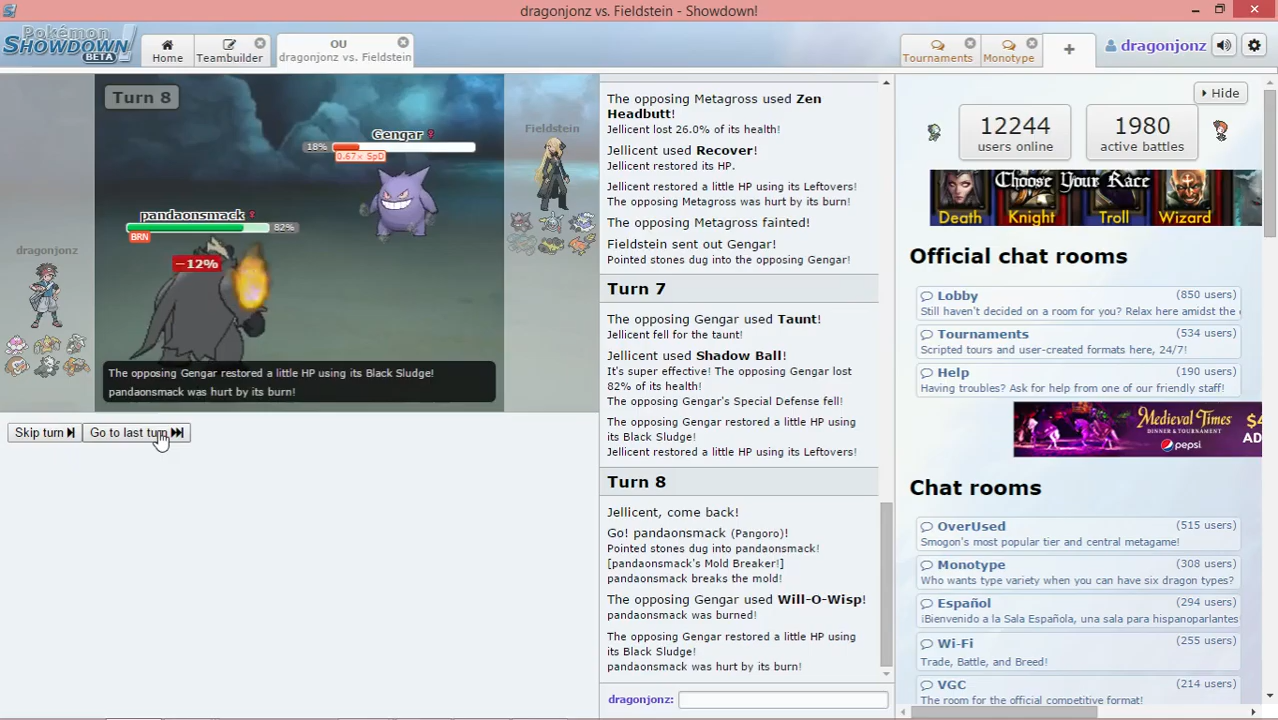 dragonjonz vs. Fieldstein - Showdown!
Pokémon
SHOWDOWN
BETA
Home
Teambuilder
OU
dragonjonz vs. Fieldstein
Tournaments
Monotype
+
dragonjonz
Turn 8
Gengar
18%
0.67× SpD
Fieldstein
pandaonsmack
82%
BRN
-12%
dragonjonz
The opposing Gengar restored a little HP using its Black Sludge!
pandaonsmack was hurt by its burn!
Skip turn
Go to last turn
The opposing Metagross used Zen
Headbutt!
Jellicent lost 26.0% of its health!
Jellicent used Recover!
Jellicent restored its HP.
Jellicent restored a little HP using its Leftovers!
The opposing Metagross was hurt by its burn!
The opposing Metagross fainted!
Fieldstein sent out Gengar!
Pointed stones dug into the opposing Gengar!
Turn 7
The opposing Gengar used Taunt!
Jellicent fell for the taunt!
Jellicent used Shadow Ball!
It's super effective! The opposing Gengar lost
82% of its health!
The opposing Gengar's Special Defense fell!
The opposing Gengar restored a little HP using
its Black Sludge!
Jellicent restored a little HP using its Leftovers!
Turn 8
Jellicent, come back!
Go! pandaonsmack (Pangoro)!
Pointed stones dug into pandaonsmack!
[pandaonsmack's Mold Breaker!]
pandaonsmack breaks the mold!
The opposing Gengar used Will-O-Wisp!
pandaonsmack was burned!
The opposing Gengar restored a little HP using
its Black Sludge!
pandaonsmack was hurt by its burn!
dragonjonz:
Hide
12244
users online
1980
active battles
Choose Your Race
Death
Knight
Troll
Wizard
Official chat rooms
Lobby
(850 users)
Still haven't decided on a room for you? Relax here amidst the
Tournaments
(534 users)
Scripted tours and user-created formats here, 24/7!
Help
(190 users)
Having troubles? Ask for help from one of our friendly staff!
Medieval Times
DINNER & TOURNAMENT
pepsi
$4
AD
Chat rooms
OverUsed
(515 users)
Smogon's most popular tier and central metagame!
Monotype
(308 users)
Who wants type variety when you can have six dragon types?
Español
(294 users)
¡Bienvenido a la Sala Española, una sala para hispanoparlantes
Wi-Fi
(255 users)
Trade, Battle, and Breed!
VGC
(214 users)
The room for the official competitive format!